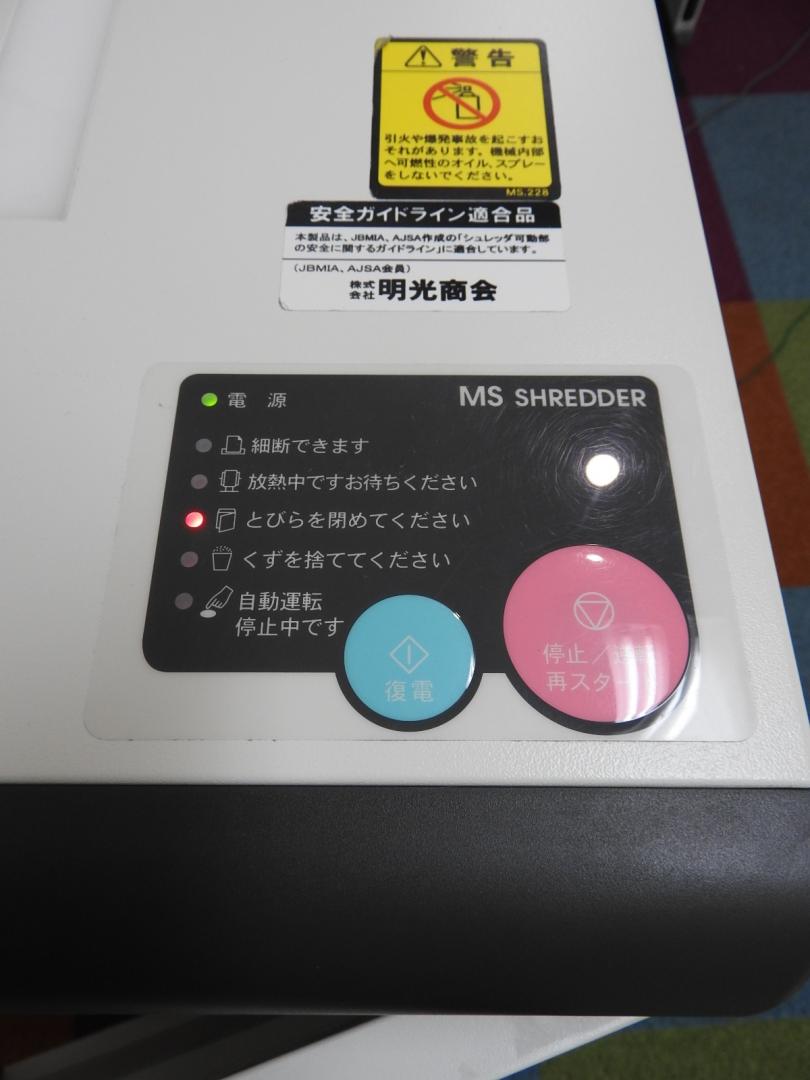 警告
引火や爆発事故を起こすお
それがあります。機械内部
へ可燃性のオイル、スプレー
をしないでください。
MS.228
安全ガイドライン適合品
本製品は、JBMIA、AJSA作成の「シュレッダ可動部
の安全に関するガイドライン」に適合しています。
(JBMIA、AJSA会員)
株式会社 明光商会
電 源
MS SHREDDER
細断できます
放熱中ですお待ちください
とびらを閉めてください
くずを捨ててください
自動運転
停止中です
復電
停止/逆転
再スタート